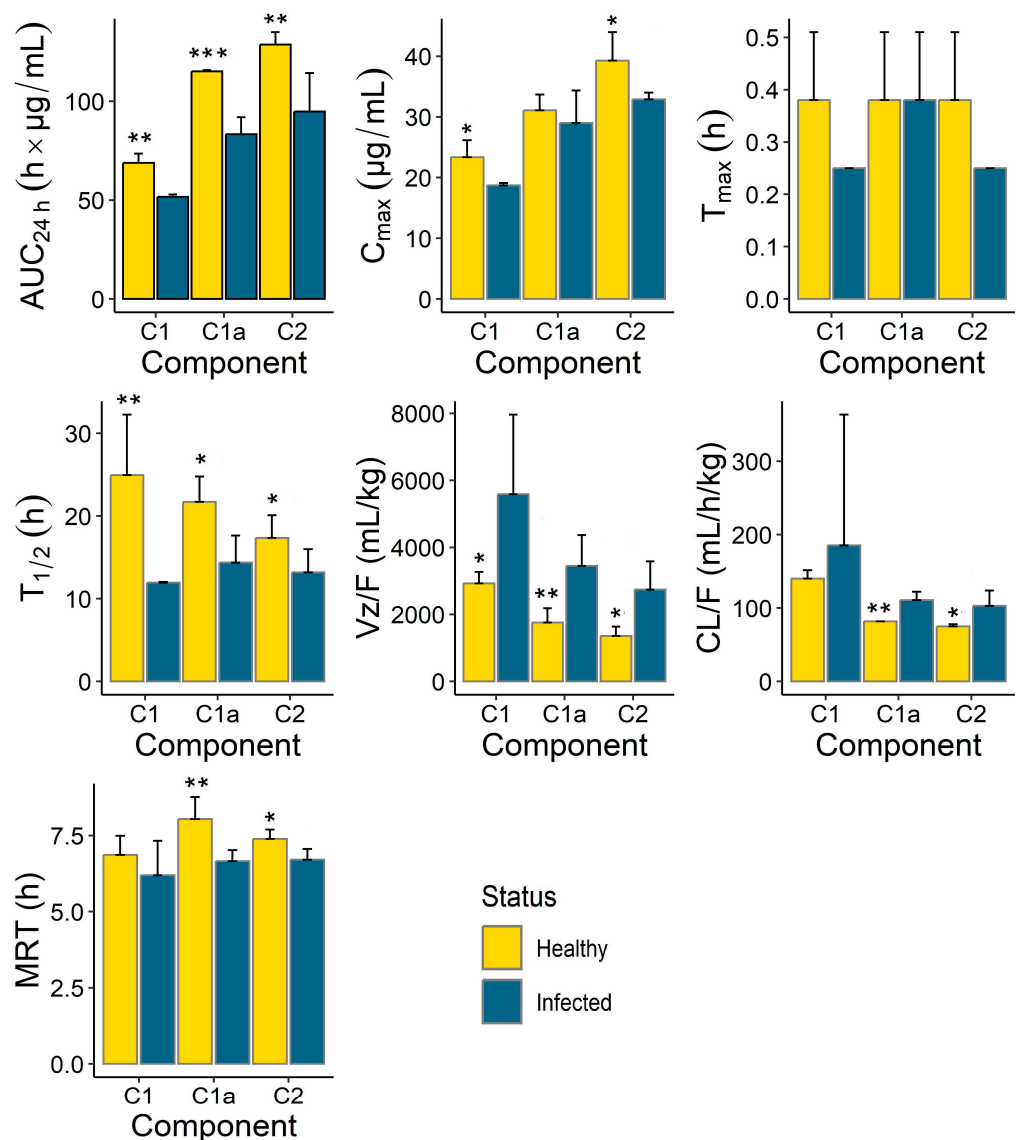 AUC24 h (h × µg/mL)
100
50
0
**
***
**
C1 C1a C2
Component
Cmax (µg/mL)
40
30
20
10
0
*
*
C1 C1a C2
Component
Tmax (h)
0.5
0.4
0.3
0.2
0.1
0.0
C1 C1a C2
Component
T1/2 (h)
30
20
10
0
**
*
*
C1 C1a C2
Component
Vz/F (mL/kg)
8000
6000
4000
2000
0
*
**
*
C1 C1a C2
Component
CL/F (mL/h/kg)
300
200
100
0
**
*
C1 C1a C2
Component
MRT (h)
7.5
5.0
2.5
0.0
**
*
C1 C1a C2
Component
Status
Healthy
Infected